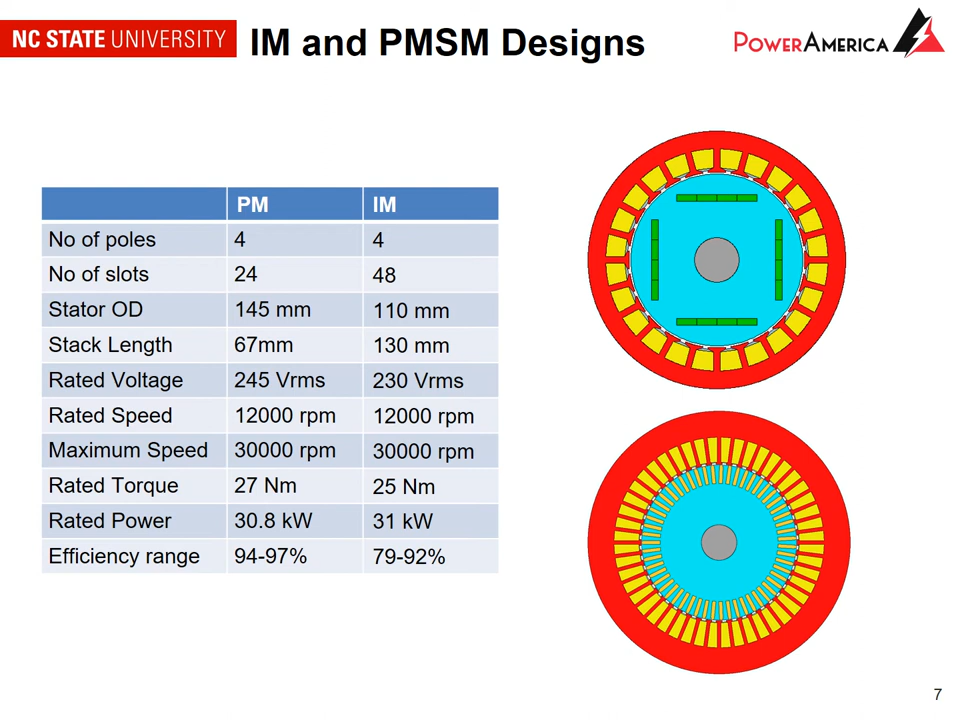 NC STATE UNIVERSITY
IM and PMSM Designs
POWERAMERICA
PM IM
No of poles 4 4
No of slots 24 48
Stator OD 145 mm 110 mm
Stack Length 67mm 130 mm
Rated Voltage 245 Vrms 230 Vrms
Rated Speed 12000 rpm 12000 rpm
Maximum Speed 30000 rpm 30000 rpm
Rated Torque 27 Nm 25 Nm
Rated Power 30.8 kW 31 kW
Efficiency range 94-97% 79-92%
7